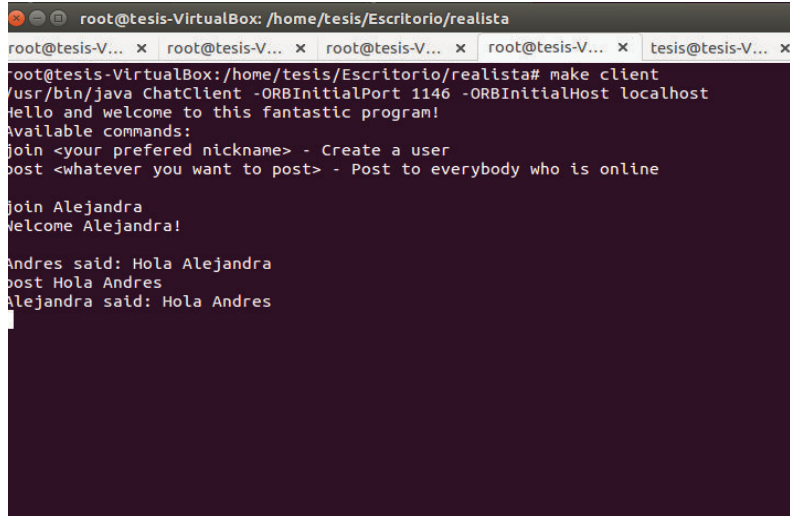 root@tesis-VirtualBox: /home/tesis/Escritorio/realista
root@tesis-V... × root@tesis-V... × root@tesis-V... × root@tesis-V... × tesis@tesis-V... ×
root@tesis-VirtualBox:/home/tesis/Escritorio/realista# make client
/usr/bin/java ChatClient -ORBInitialPort 1146 -ORBInitialHost localhost
Hello and welcome to this fantastic program!
Available commands:
join <your prefered nickname> - Create a user
post <whatever you want to post> - Post to everybody who is online
join Alejandra
Welcome Alejandra!
Andres said: Hola Alejandra
post Hola Andres
Alejandra said: Hola Andres